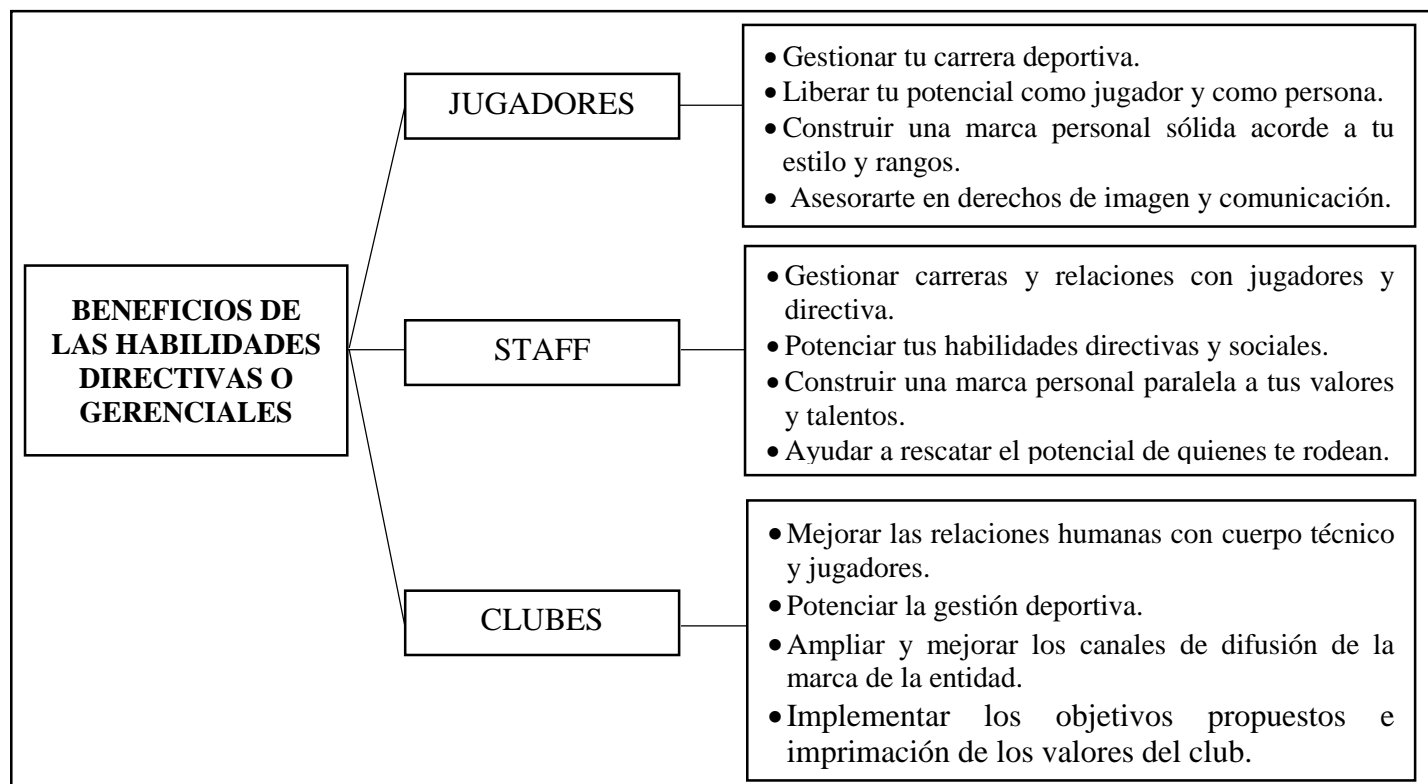 BENEFICIOS DE
LAS HABILIDADES
DIRECTIVAS O
GERENCIALES
JUGADORES
• Gestionar tu carrera deportiva.
• Liberar tu potencial como jugador y como persona.
• Construir una marca personal sólida acorde a tu
estilo y rangos.
• Asesorarte en derechos de imagen y comunicación.
STAFF
• Gestionar carreras y relaciones con jugadores y
directiva.
• Potenciar tus habilidades directivas y sociales.
• Construir una marca personal paralela a tus valores
y talentos.
• Ayudar a rescatar el potencial de quienes te rodean.
CLUBES
• Mejorar las relaciones humanas con cuerpo técnico
y jugadores.
• Potenciar la gestión deportiva.
• Ampliar y mejorar los canales de difusión de la
marca de la entidad.
• Implementar los objetivos propuestos e
imprimación de los valores del club.